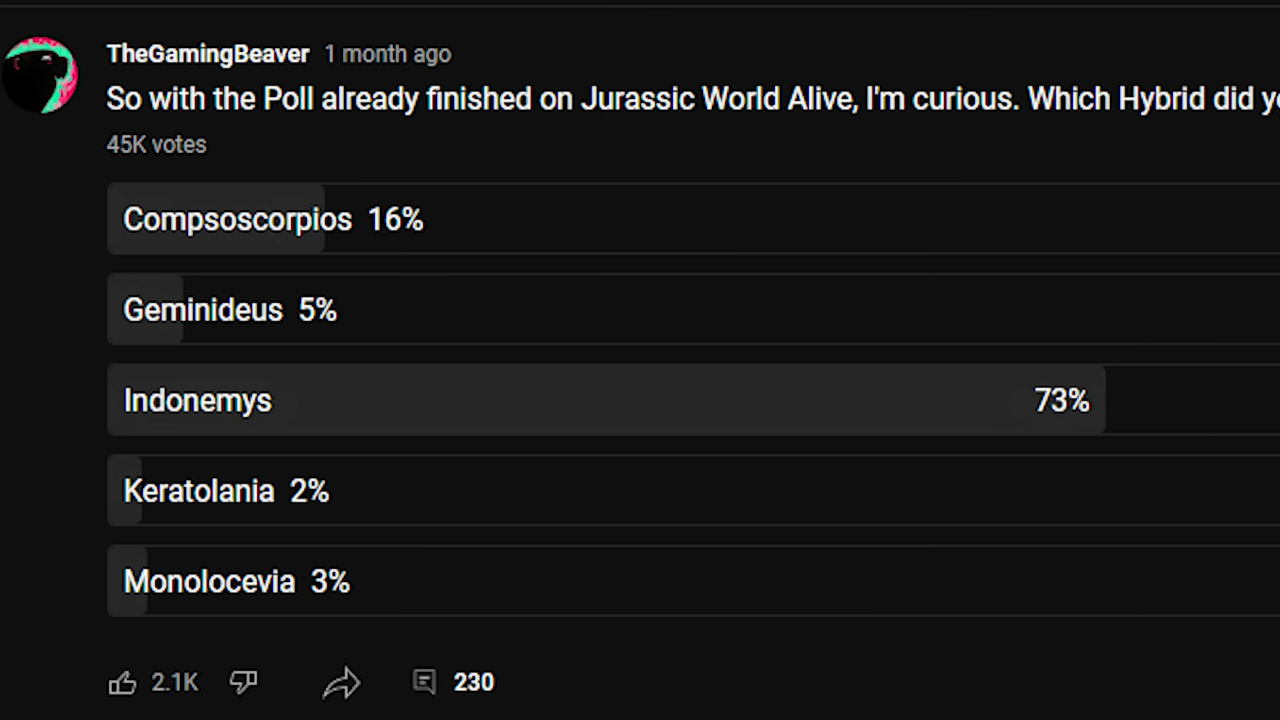 TheGamingBeaver 1 month ago
So with the Poll already finished on Jurassic World Alive, I'm curious. Which Hybrid did
45K votes
Compsoscorpios 16%
Geminideus 5%
Indonemys 73%
Keratolania 2%
Monolocevia 3%
2.1K 230